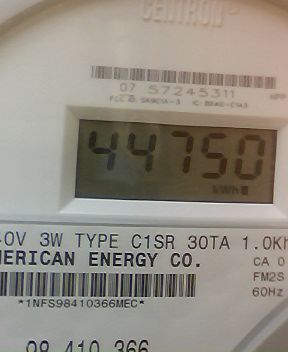 CENTRON
07 57245311
44750
kWh
40V 3W TYPE C1SR 30TA 1.0Kh
MERICAN ENERGY CO.
CA 0
FM2S
60Hz
*1NFS98410366MEC*
98 410 366